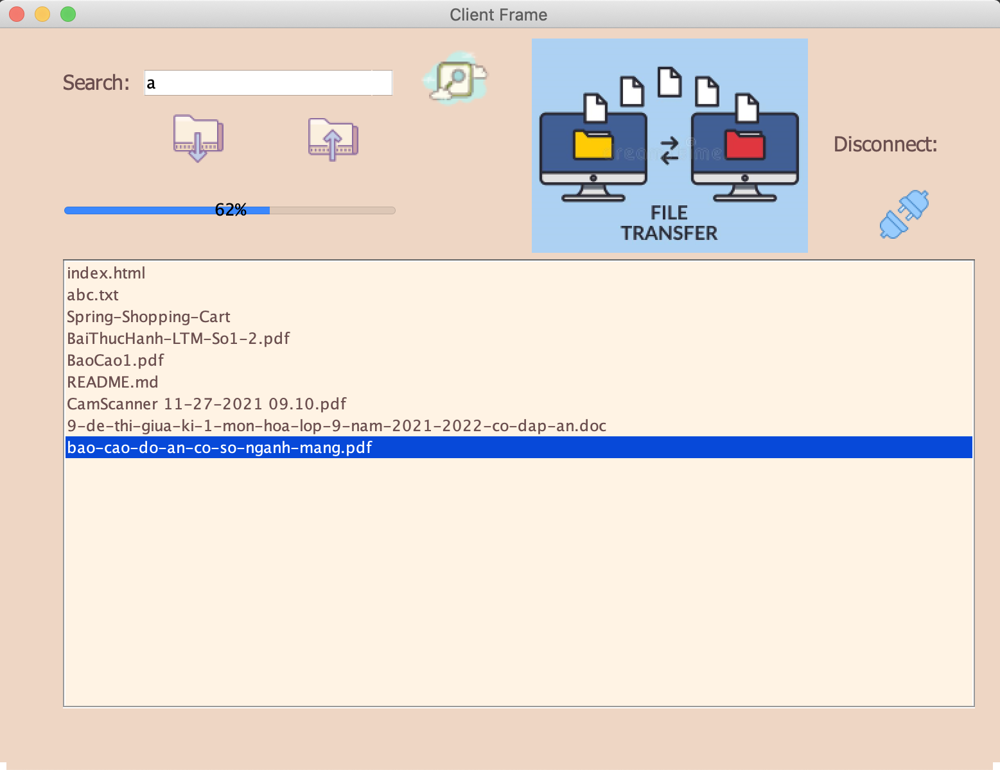 Client Frame
Search:
a
Disconnect:
62%
FILE
TRANSFER
index.html
abc.txt
Spring-Shopping-Cart
BaiThucHanh-LTM-So1-2.pdf
BaoCao1.pdf
README.md
CamScanner 11-27-2021 09.10.pdf
9-de-thi-giua-ki-1-mon-hoa-lop-9-nam-2021-2022-co-dap-an.doc
bao-cao-do-an-co-so-nganh-mang.pdf